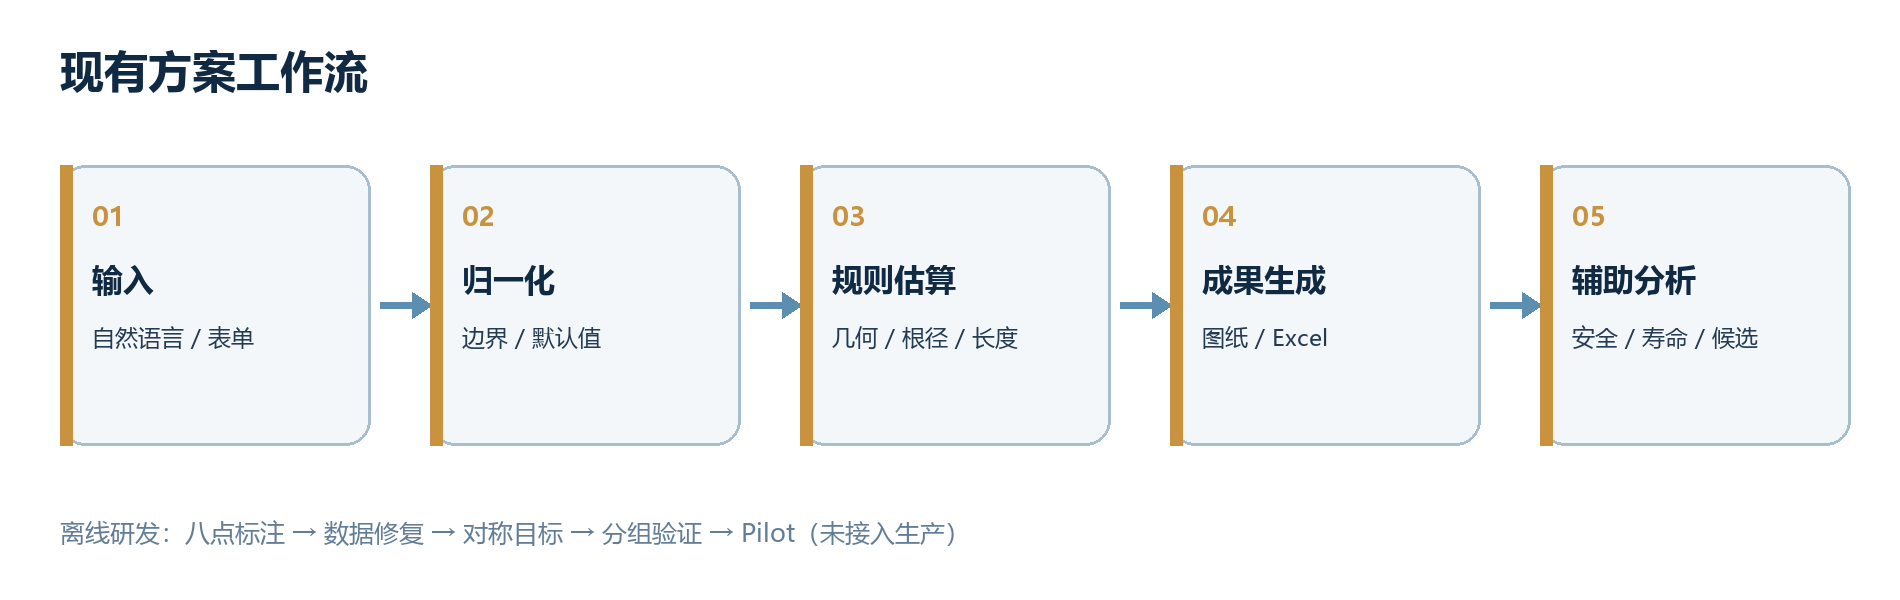 现有方案工作流
01
输入
自然语言 / 表单
02
归一化
边界 / 默认值
03
规则估算
几何 / 根径 / 长度
04
成果生成
图纸 / Excel
05
辅助分析
安全 / 寿命 / 候选
离线研发：八点标注 → 数据修复 → 对称目标 → 分组验证 → Pilot（未接入生产）